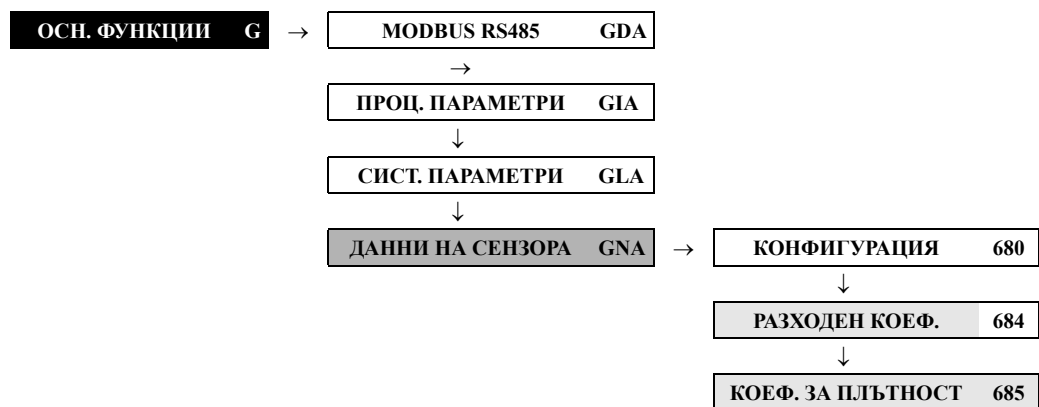 ОСН. ФУНКЦИИ G → MODBUS RS485 GDA
→
ПРОЦ. ПАРАМЕТРИ GIA
↓
СИСТ. ПАРАМЕТРИ GLA
↓
ДАННИ НА СЕНЗОРА GNA → КОНФИГУРАЦИЯ 680
↓
РАЗХОДЕН КОЕФ. 684
↓
КОЕФ. ЗА ПЛЪТНОСТ 685